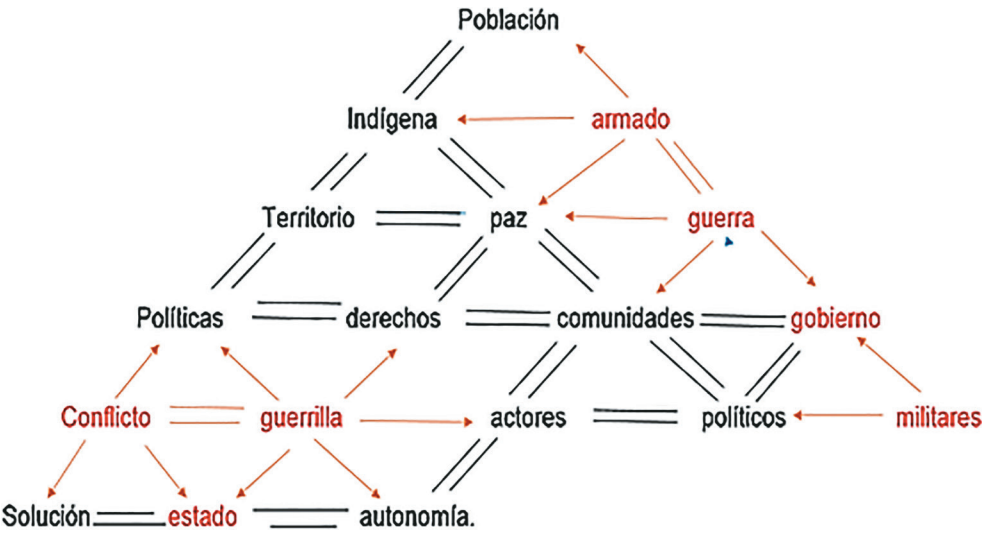 Población
Indígena armado
Territorio paz guerra
Políticas derechos comunidades gobierno
Conflicto guerrilla actores políticos militares
Solución estado autonomía.